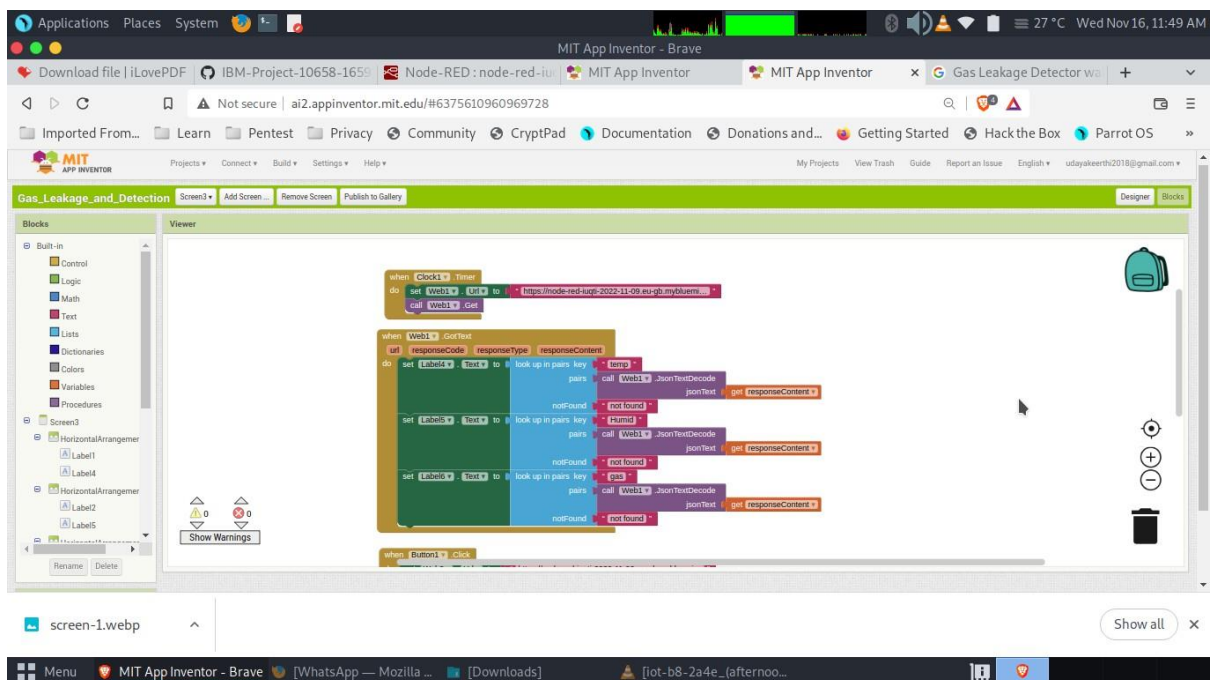 Applications Places System 27 °C Wed Nov 16, 11:49 AM
MIT App Inventor - Brave
Download file | iLovePDF IBM-Project-10658-1659 Node-RED : node-red-iu MIT App Inventor MIT App Inventor × G Gas Leakage Detector wa +
Not secure ai2.appinventor.mit.edu/#6375610960969728
Imported From... Learn Pentest Privacy Community CryptPad Documentation Donations and... Getting Started Hack the Box Parrot OS »
MIT
APP INVENTOR
Projects Connect Build Settings Help My Projects View Trash Guide Report an Issue English udayakeerthi2018@gmail.com
Gas_Leakage_and_Detection Screen3 Add Screen ... Remove Screen Publish to Gallery Designer Blocks
Blocks Viewer
Built-in
Control
Logic
Math
Text
Lists
Dictionaries
Colors
Variables
Procedures
Screen3
HorizontalArrangemer
Label1
Label4
HorizontalArrangemer
Label2
Label5
Rename Delete
when Clock1 .Timer
do set Web1 . Url to " https://node-red-iuqti-2022-11-09.eu-gb.mybluemi... "
call Web1 .Get
when Web1 .GotText
url responseCode responseType responseContent
do set Label4 . Text to look up in pairs key " temp "
pairs call Web1 .JsonTextDecode
jsonText get responseContent
notFound " not found "
set Label5 . Text to look up in pairs key " Humid "
pairs call Web1 .JsonTextDecode
jsonText get responseContent
notFound " not found "
set Label6 . Text to look up in pairs key " gas "
pairs call Web1 .JsonTextDecode
jsonText get responseContent
notFound " not found "
when Button1 .Click
0 0
Show Warnings
screen-1.webp Show all ×
Menu MIT App Inventor - Brave [WhatsApp — Mozilla ... [Downloads] [iot-b8-2a4e_(afternoo...